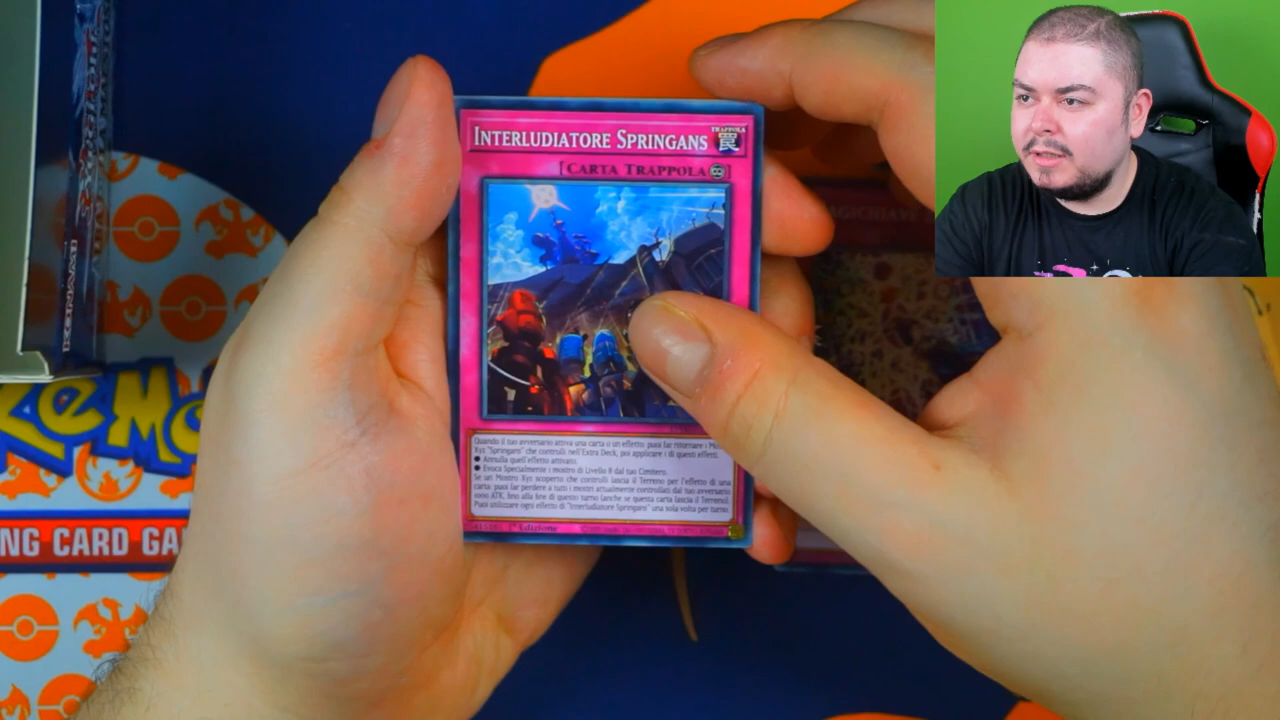 INTERLUDIATORE SPRINGANS
TRAPPOLA
[CARTA TRAPPOLA]
Quando il tuo avversario attiva una carta o un effetto: puoi far ritornare 1 Mostro
Xyz "Springans" che controlli nell'Extra Deck, poi applicare 1 di questi effetti.
● Annulla quell'effetto attivato.
● Evoca Specialmente 1 mostro di Livello 8 dal tuo Cimitero.
Se un Mostro Xyz scoperto che controlli lascia il Terreno per l'effetto di una
carta: puoi far perdere a tutti i mostri attualmente controllati dal tuo avversario
1000 ATK, fino alla fine di questo turno (anche se questa carta lascia il Terreno).
Puoi utilizzare ogni effetto di "Interludiatore Springans" una sola volta per turno.
1ª Edizione
KONAMI
KEMO
NG CARD GA